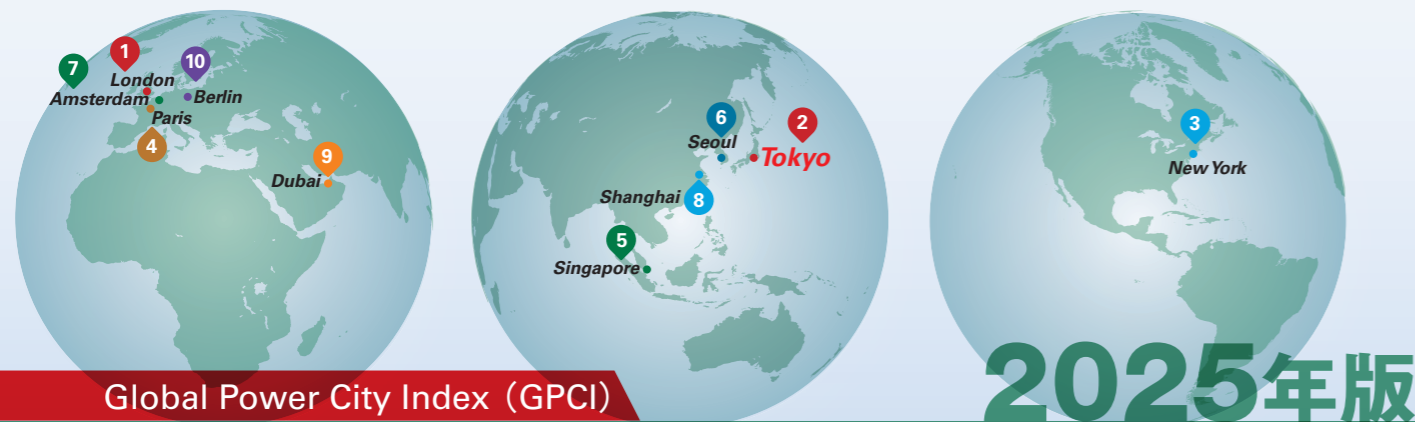 1
London
7
Amsterdam
10
Berlin
Paris
4
9
Dubai
6
Seoul
2
Tokyo
Shanghai
8
5
Singapore
3
New York
Global Power City Index（GPCI）
2025年版